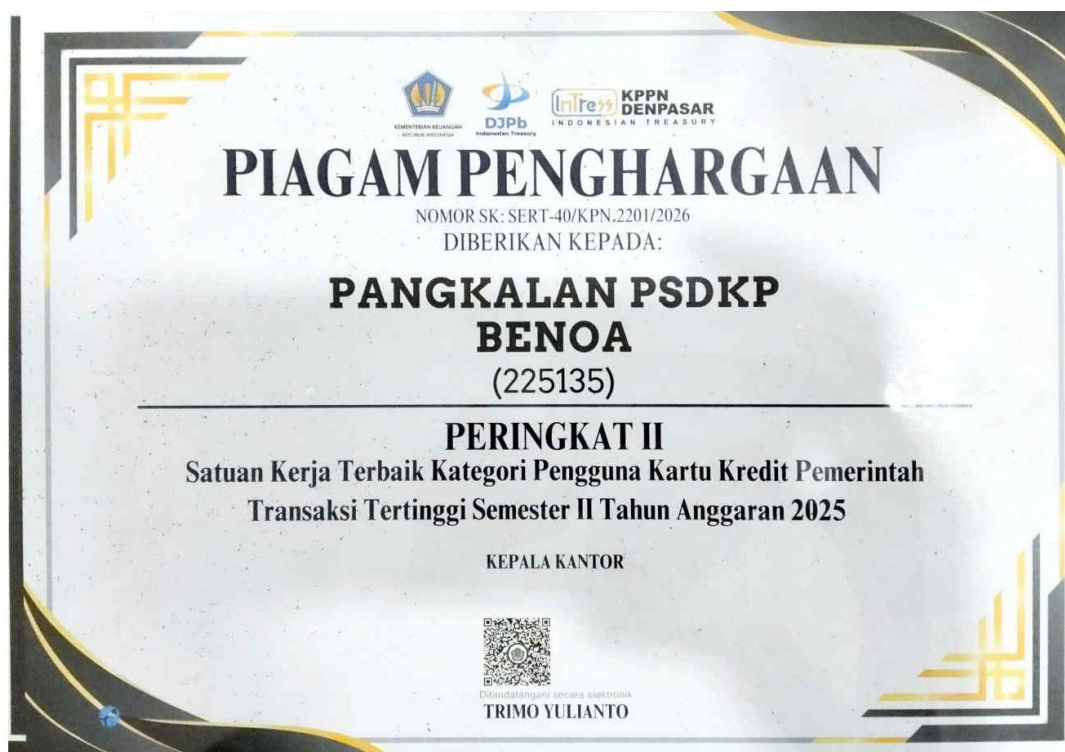 KEMENTERIAN KEUANGAN
REPUBLIK INDONESIA
DJPb
Indonesian Treasury
InTress
KPPN
DENPASAR
INDONESIAN TREASURY
PIAGAM PENGHARGAAN
NOMOR SK: SERT-40/KPN.2201/2026
DIBERIKAN KEPADA:
PANGKALAN PSDKP
BENOA
(225135)
PERINGKAT II
Satuan Kerja Terbaik Kategori Pengguna Kartu Kredit Pemerintah
Transaksi Tertinggi Semester II Tahun Anggaran 2025
KEPALA KANTOR
Ditandatangani secara elektronik
TRIMO YULIANTO